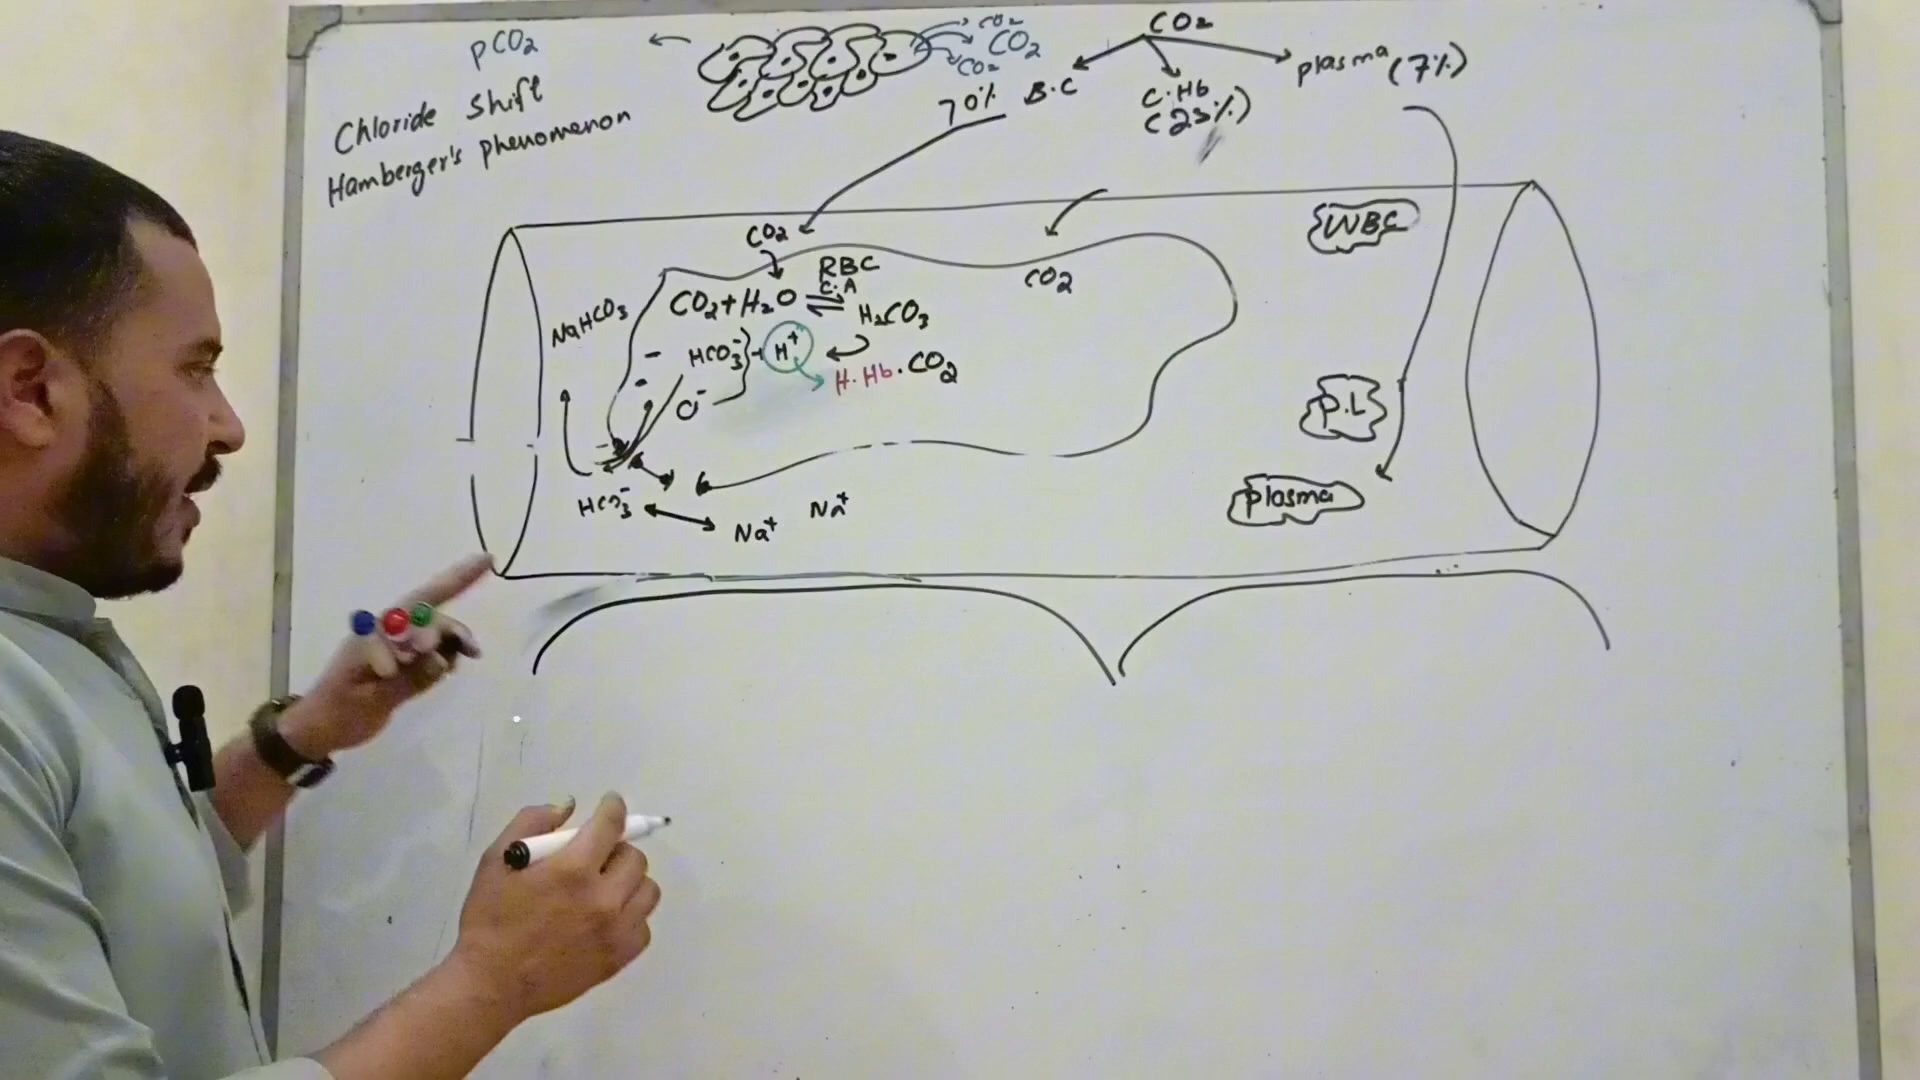 pCO2
Chloride shift
Hamberger's phenomenon
CO2
CO2
CO2
CO2
70% B.C
C.Hb
(23%)
plasma (7%)
WBC
CO2
RBC
C.A
CO2 + H2O ⇌ H2CO3
CO2
NaHCO3
HCO3⁻ + H⁺
H.Hb.CO2
Cl⁻
P.L
plasma
HCO3⁻
Na⁺
Na⁺